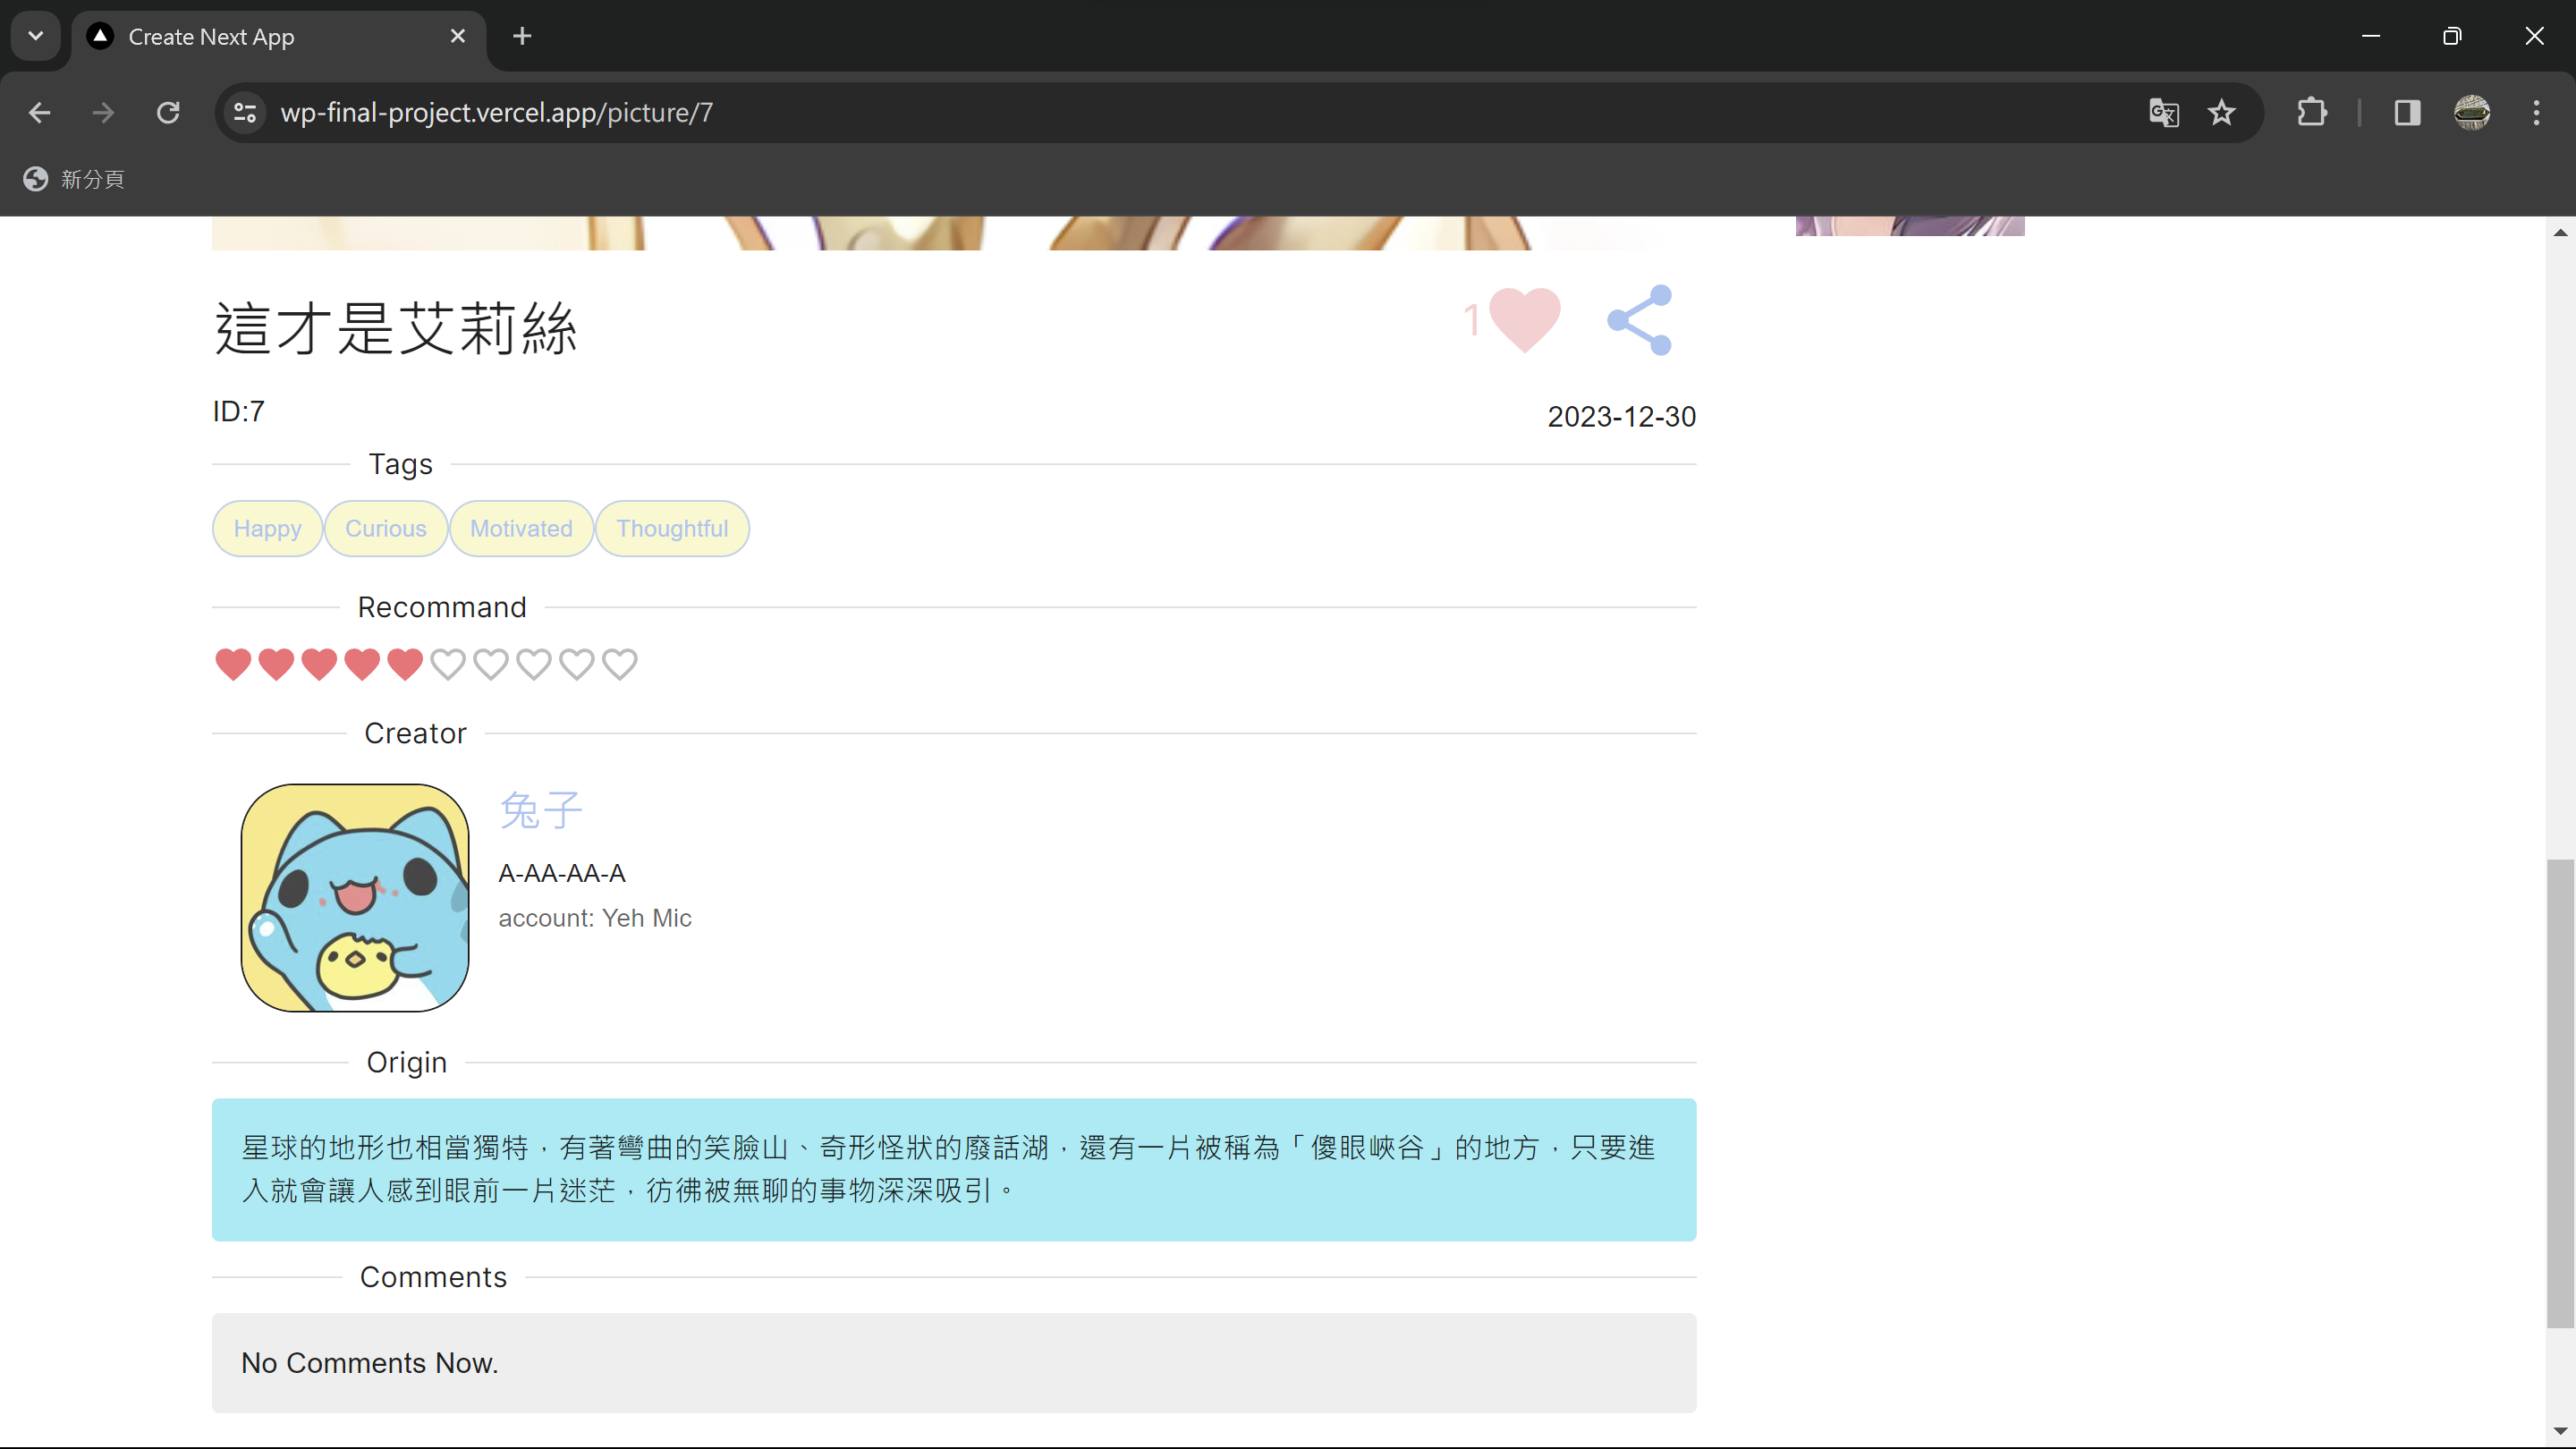 Create Next App
wp-final-project.vercel.app/picture/7
新分頁
這才是艾莉絲
1
ID:7
2023-12-30
Tags
Happy Curious Motivated Thoughtful
Recommand
Creator
兔子
A-AA-AA-A
account: Yeh Mic
Origin
星球的地形也相當獨特，有著彎曲的笑臉山、奇形怪狀的廢話湖，還有一片被稱為「傻眼峽谷」的地方，只要進
入就會讓人感到眼前一片迷茫，彷彿被無聊的事物深深吸引。
Comments
No Comments Now.